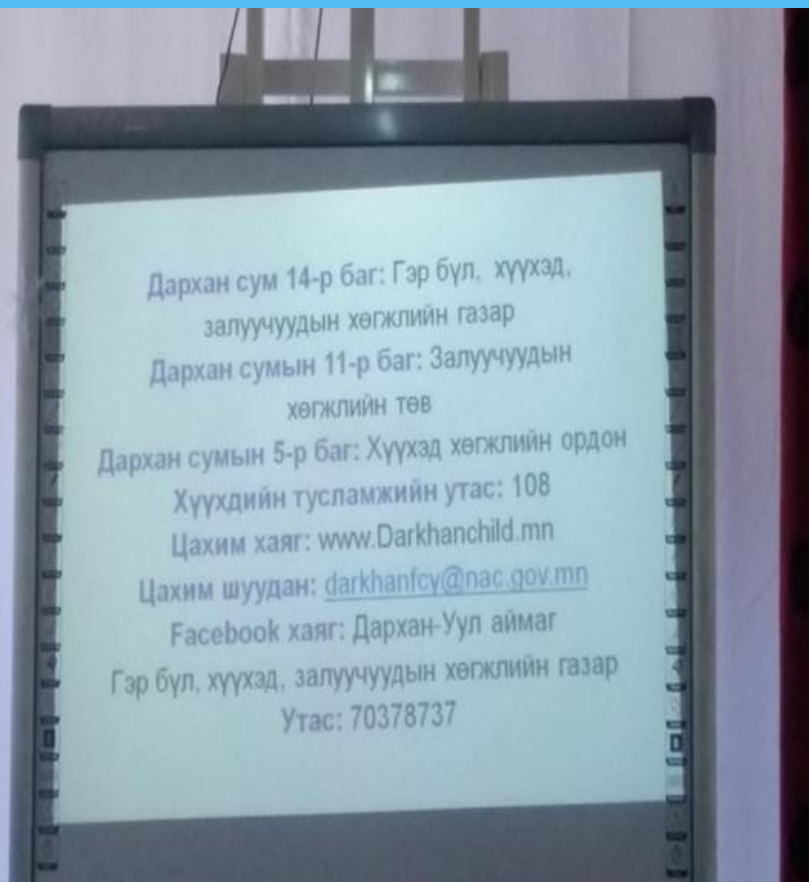 Дархан сум 14-р баг: Гэр бүл, хүүхэд,
залуучуудын хөгжлийн газар
Дархан сумын 11-р баг: Залуучуудын
хөгжлийн төв
Дархан сумын 5-р баг: Хүүхэд хөгжлийн ордон
Хүүхдийн тусламжийн утас: 108
Цахим хаяг: www.Darkhanchild.mn
Цахим шуудан: darkhanfcy@nac.gov.mn
Facebook хаяг: Дархан-Уул аймаг
Гэр бүл, хүүхэд, залуучуудын хөгжлийн газар
Утас: 70378737